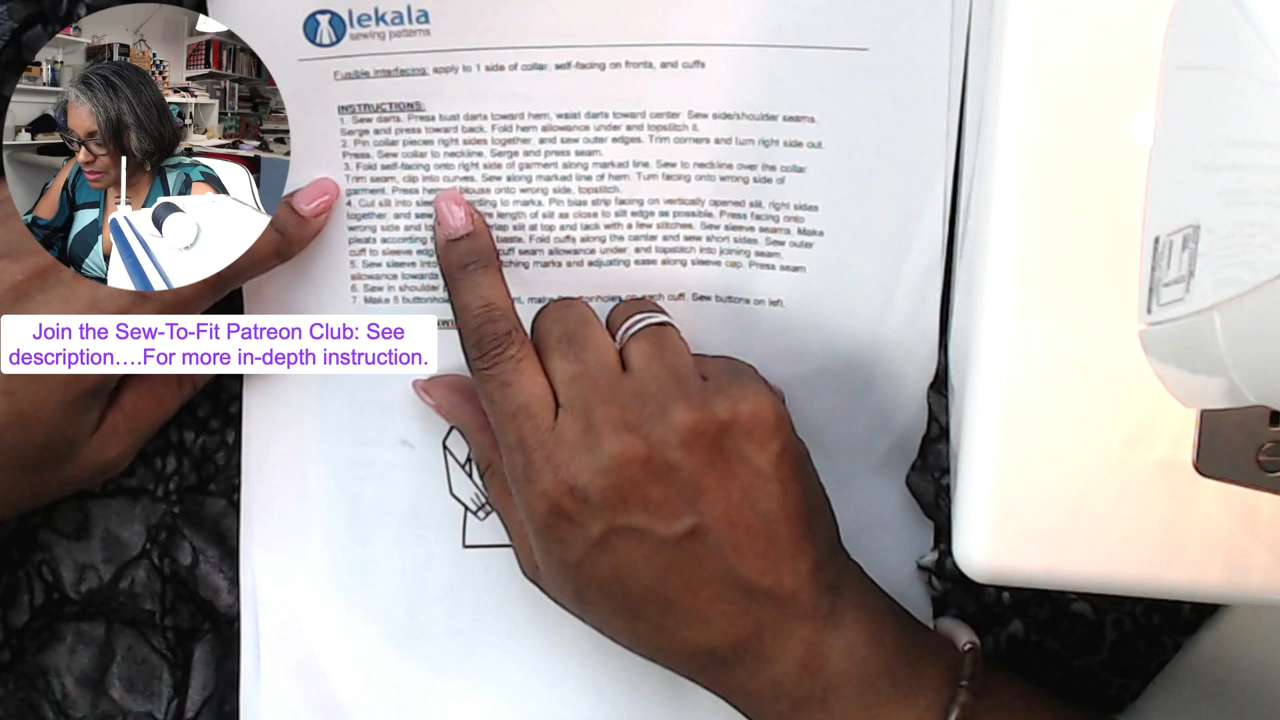 lekala
sewing patterns
Fusible interfacing: apply to 1 side of collar, self-facing on fronts, and cuffs
INSTRUCTIONS:
1. Sew darts. Press bust darts toward hem, waist darts toward center. Sew side/shoulder seams.
Serge and press toward back. Fold hem allowance under and topstitch it.
2. Pin collar pieces right sides together, and sew outer edges. Trim corners and turn right side out.
Press. Sew collar to neckline. Serge and press seam.
3. Fold self-facing onto right side of garment along marked line. Sew to neckline over the collar
Trim seam, clip into curves. Sew along marked line of hem. Turn facing onto wrong side of
garment. Press hem blouse onto wrong side, topstitch.
4. Cut slit into to marks. Pin bias strip facing on vertically opened slit, right sides
together, and sew length of slit as close to slit edge as possible. Press facing onto
wrong side and slit at top and tack with a few stitches. Sew sleeve seams. Make
pleats according baste. Fold cuffs along the center and sew short sides. Sew outer
cuff to sleeve cuff seam allowance under, and topstitch into joining seam.
5. Sew sleeve marks and adjusting ease along sleeve cap. Press seam
allowance towards
6. Sew in shoulder
7. Make 5 each cuff. Sew buttons on left.
Join the Sew-To-Fit Patreon Club: See
description....For more in-depth instruction.